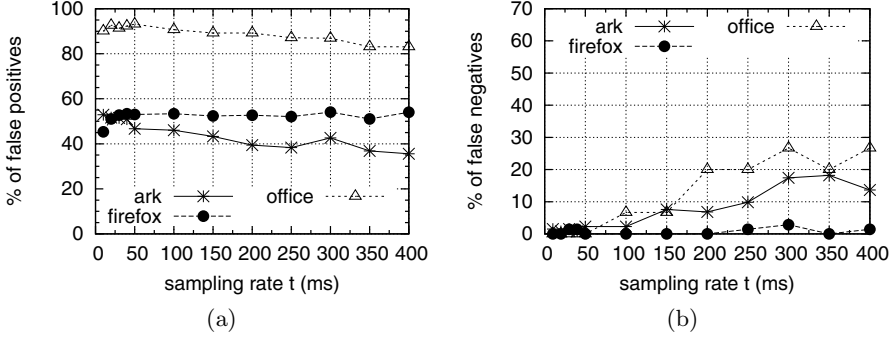 % of false positives
100
80
60
40
20
0
ark
firefox
office
0 50 100 150 200 250 300 350 400
sampling rate t (ms)
(a)
% of false negatives
70
60
50
40
30
20
10
0
ark
firefox
office
0 50 100 150 200 250 300 350 400
sampling rate t (ms)
(b)